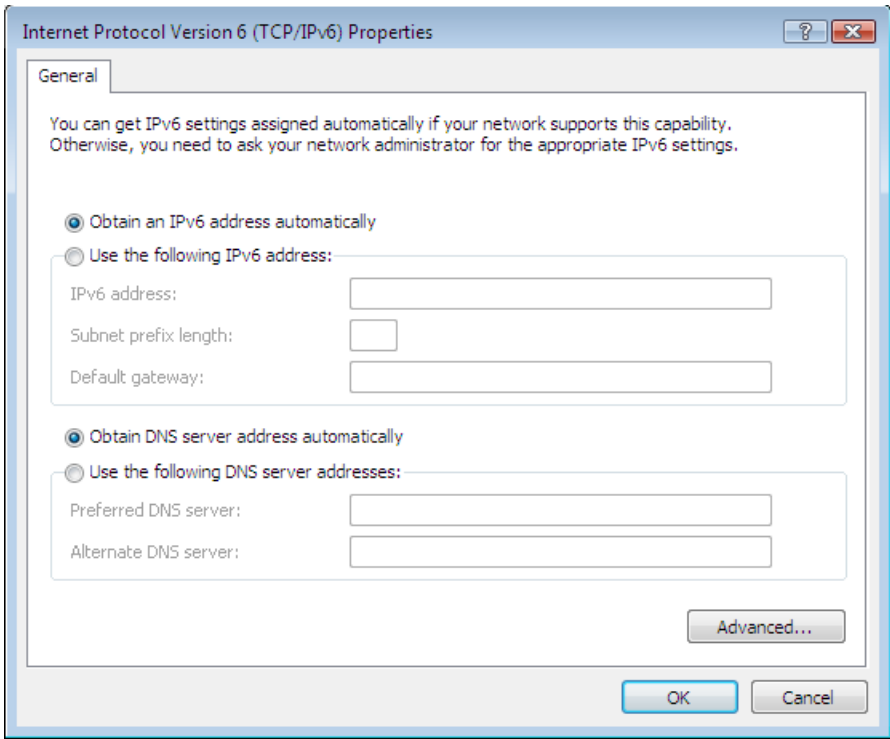 Internet Protocol Version 6 (TCP/IPv6) Properties
?
General
You can get IPv6 settings assigned automatically if your network supports this capability.
Otherwise, you need to ask your network administrator for the appropriate IPv6 settings.
Obtain an IPv6 address automatically
Use the following IPv6 address:
IPv6 address:
Subnet prefix length:
Default gateway:
Obtain DNS server address automatically
Use the following DNS server addresses:
Preferred DNS server:
Alternate DNS server:
Advanced...
OK Cancel